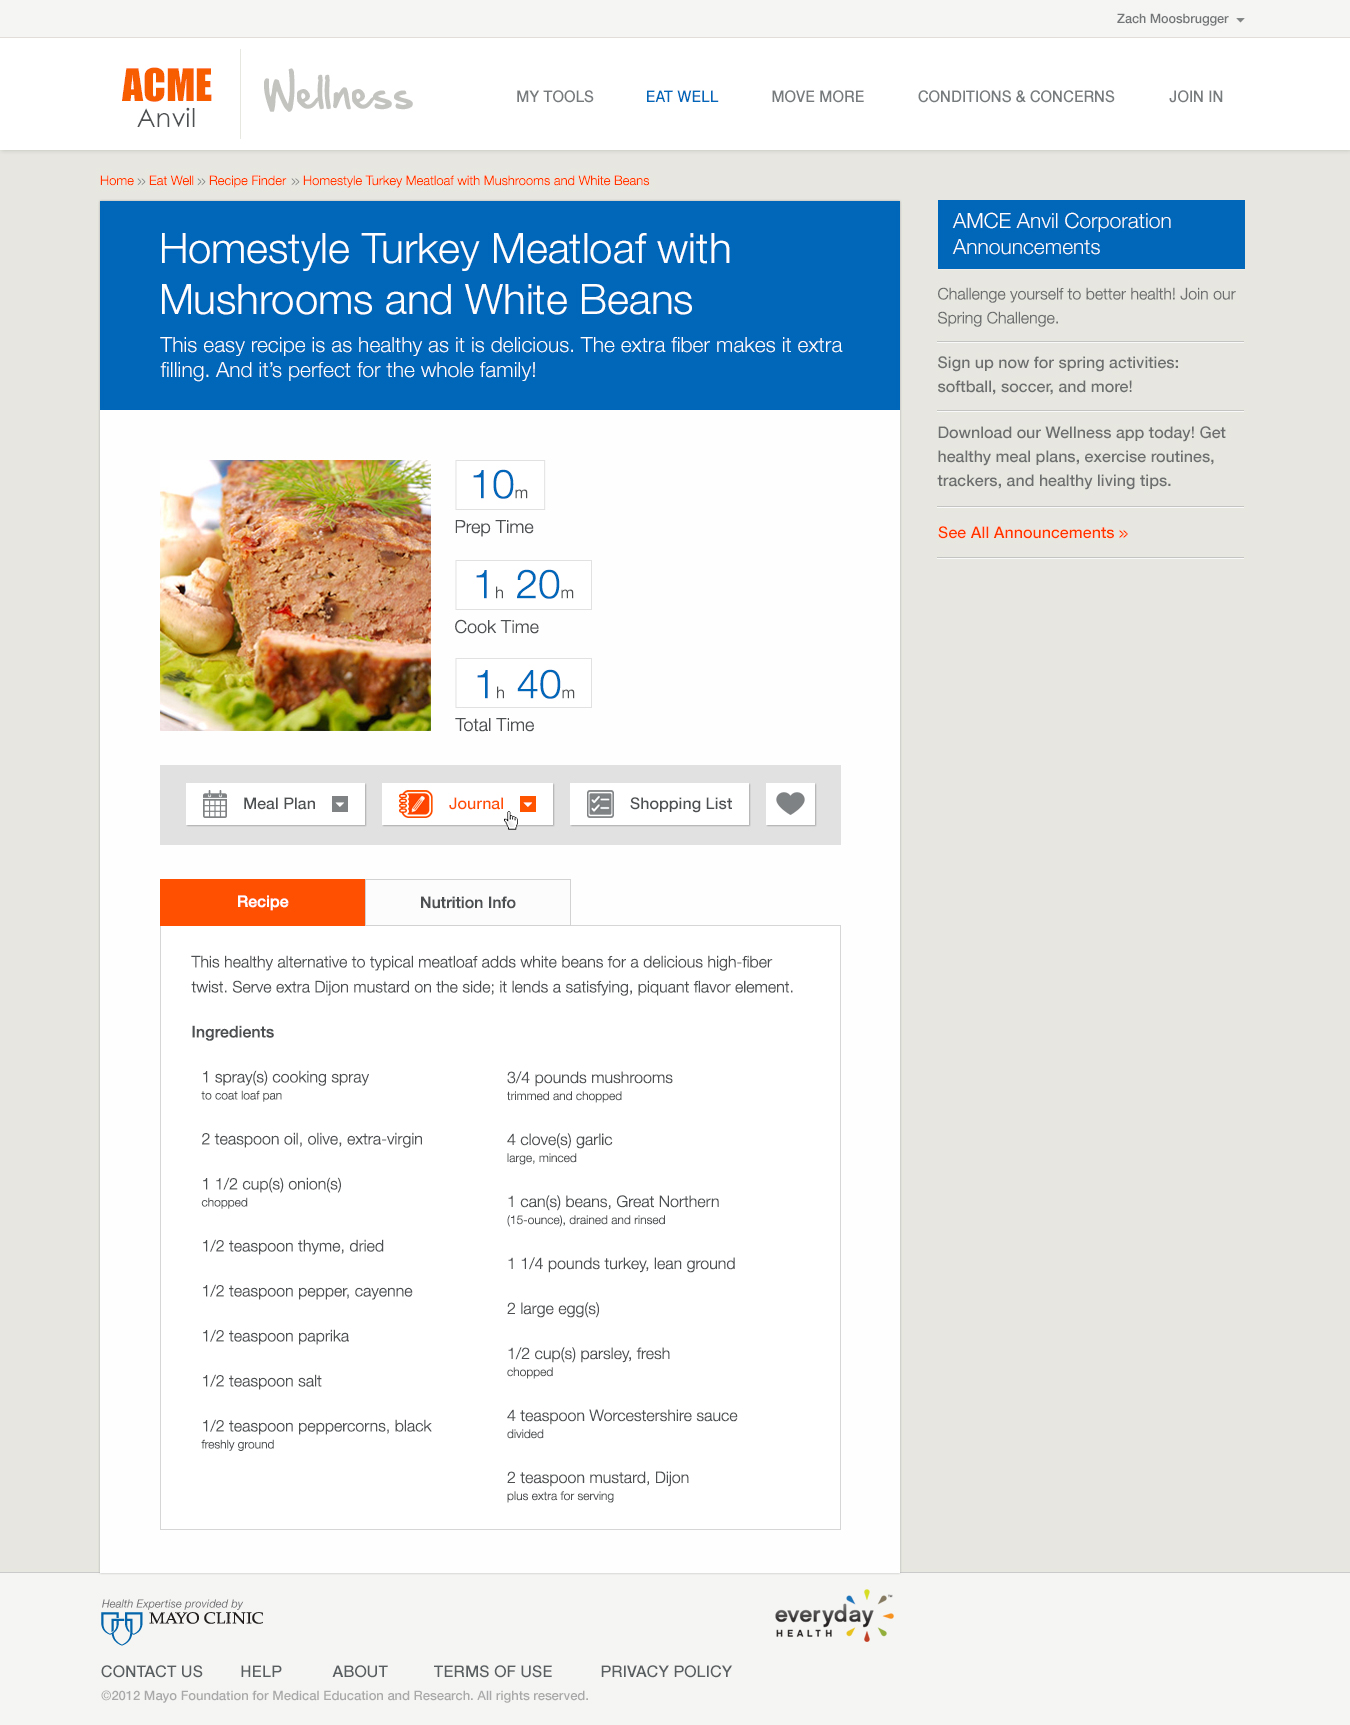 Zach Moosbrugger
ACME
Anvil
Wellness
MY TOOLS
EAT WELL
MOVE MORE
CONDITIONS & CONCERNS
JOIN IN
Home » Eat Well » Recipe Finder » Homestyle Turkey Meatloaf with Mushrooms and White Beans
Homestyle Turkey Meatloaf with
Mushrooms and White Beans
This easy recipe is as healthy as it is delicious. The extra fiber makes it extra
filling. And it's perfect for the whole family!
10m
Prep Time
1h 20m
Cook Time
1h 40m
Total Time
Meal Plan
Journal
Shopping List
Recipe
Nutrition Info
This healthy alternative to typical meatloaf adds white beans for a delicious high-fiber
twist. Serve extra Dijon mustard on the side; it lends a satisfying, piquant flavor element.
Ingredients
1 spray(s) cooking spray
to coat loaf pan
2 teaspoon oil, olive, extra-virgin
1 1/2 cup(s) onion(s)
chopped
1/2 teaspoon thyme, dried
1/2 teaspoon pepper, cayenne
1/2 teaspoon paprika
1/2 teaspoon salt
1/2 teaspoon peppercorns, black
freshly ground
3/4 pounds mushrooms
trimmed and chopped
4 clove(s) garlic
large, minced
1 can(s) beans, Great Northern
(15-ounce), drained and rinsed
1 1/4 pounds turkey, lean ground
2 large egg(s)
1/2 cup(s) parsley, fresh
chopped
4 teaspoon Worcestershire sauce
divided
2 teaspoon mustard, Dijon
plus extra for serving
AMCE Anvil Corporation
Announcements
Challenge yourself to better health! Join our
Spring Challenge.
Sign up now for spring activities:
softball, soccer, and more!
Download our Wellness app today! Get
healthy meal plans, exercise routines,
trackers, and healthy living tips.
See All Announcements »
Health Expertise provided by
MAYO CLINIC
everyday
HEALTH
CONTACT US
HELP
ABOUT
TERMS OF USE
PRIVACY POLICY
©2012 Mayo Foundation for Medical Education and Research. All rights reserved.